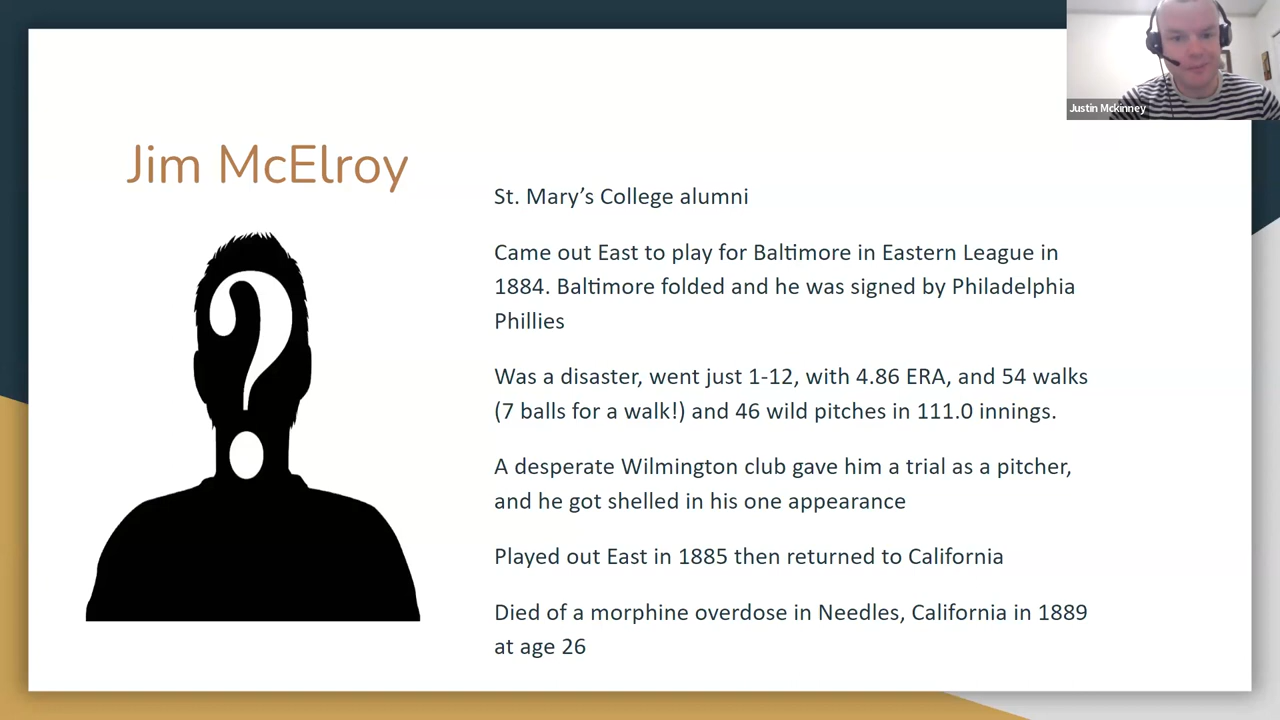 Justin Mckinney
Jim McElroy
St. Mary’s College alumni
Came out East to play for Baltimore in Eastern League in
1884. Baltimore folded and he was signed by Philadelphia
Phillies
Was a disaster, went just 1-12, with 4.86 ERA, and 54 walks
(7 balls for a walk!) and 46 wild pitches in 111.0 innings.
A desperate Wilmington club gave him a trial as a pitcher,
and he got shelled in his one appearance
Played out East in 1885 then returned to California
Died of a morphine overdose in Needles, California in 1889
at age 26
?